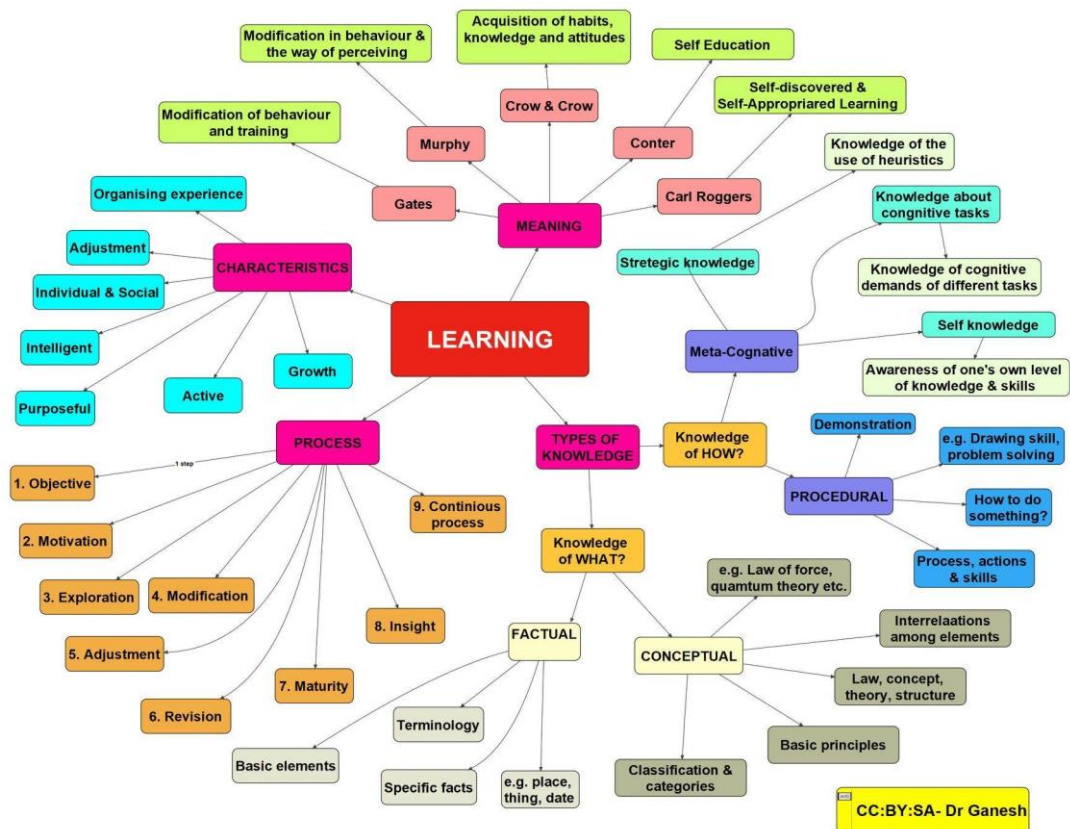 Modification in behaviour &
the way of perceiving
Acquisition of habits,
knowledge and attitudes
Self Education
Self-discovered &
Self-Appropriared Learning
Modification of behaviour
and training
Murphy
Crow & Crow
Conter
Gates
Carl Roggers
MEANING
Knowledge of the
use of heuristics
Knowledge about
congnitive tasks
Stretegic knowledge
Knowledge of cognitive
demands of different tasks
Self knowledge
Meta-Cognative
Awareness of one's own level
of knowledge & skills
Organising experience
Adjustment
CHARACTERISTICS
Individual & Social
Intelligent
Purposeful
Active
Growth
LEARNING
PROCESS
1 step
1. Objective
2. Motivation
3. Exploration
4. Modification
5. Adjustment
6. Revision
7. Maturity
8. Insight
9. Continious
process
TYPES OF
KNOWLEDGE
Knowledge
of HOW?
Demonstration
e.g. Drawing skill,
problem solving
PROCEDURAL
How to do
something?
Process, actions
& skills
Knowledge
of WHAT?
FACTUAL
Terminology
Basic elements
Specific facts
e.g. place,
thing, date
CONCEPTUAL
e.g. Law of force,
quamtum theory etc.
Interrelaations
among elements
Law, concept,
theory, structure
Basic principles
Classification &
categories
CC:BY:SA- Dr Ganesh